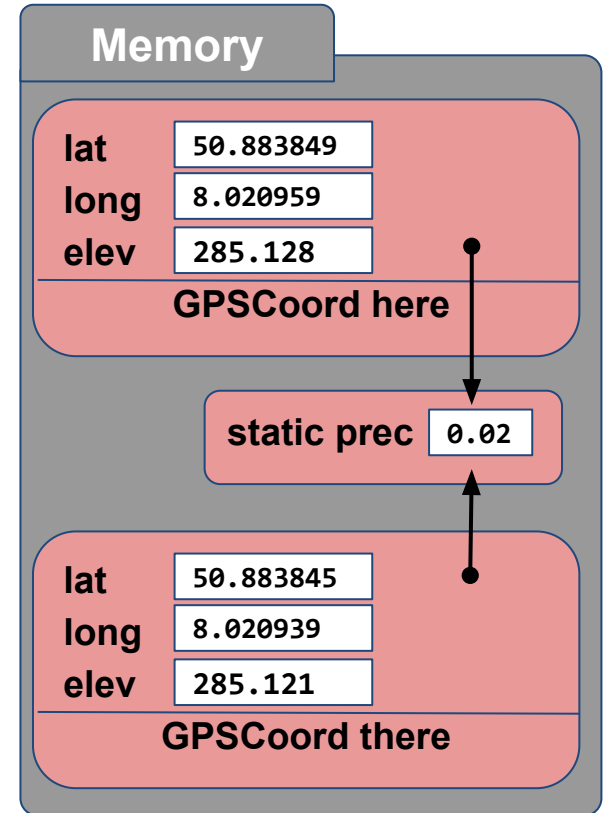 Memory
lat 50.883849
long 8.020959
elev 285.128
GPSCoord here
static prec 0.02
lat 50.883845
long 8.020939
elev 285.121
GPSCoord there